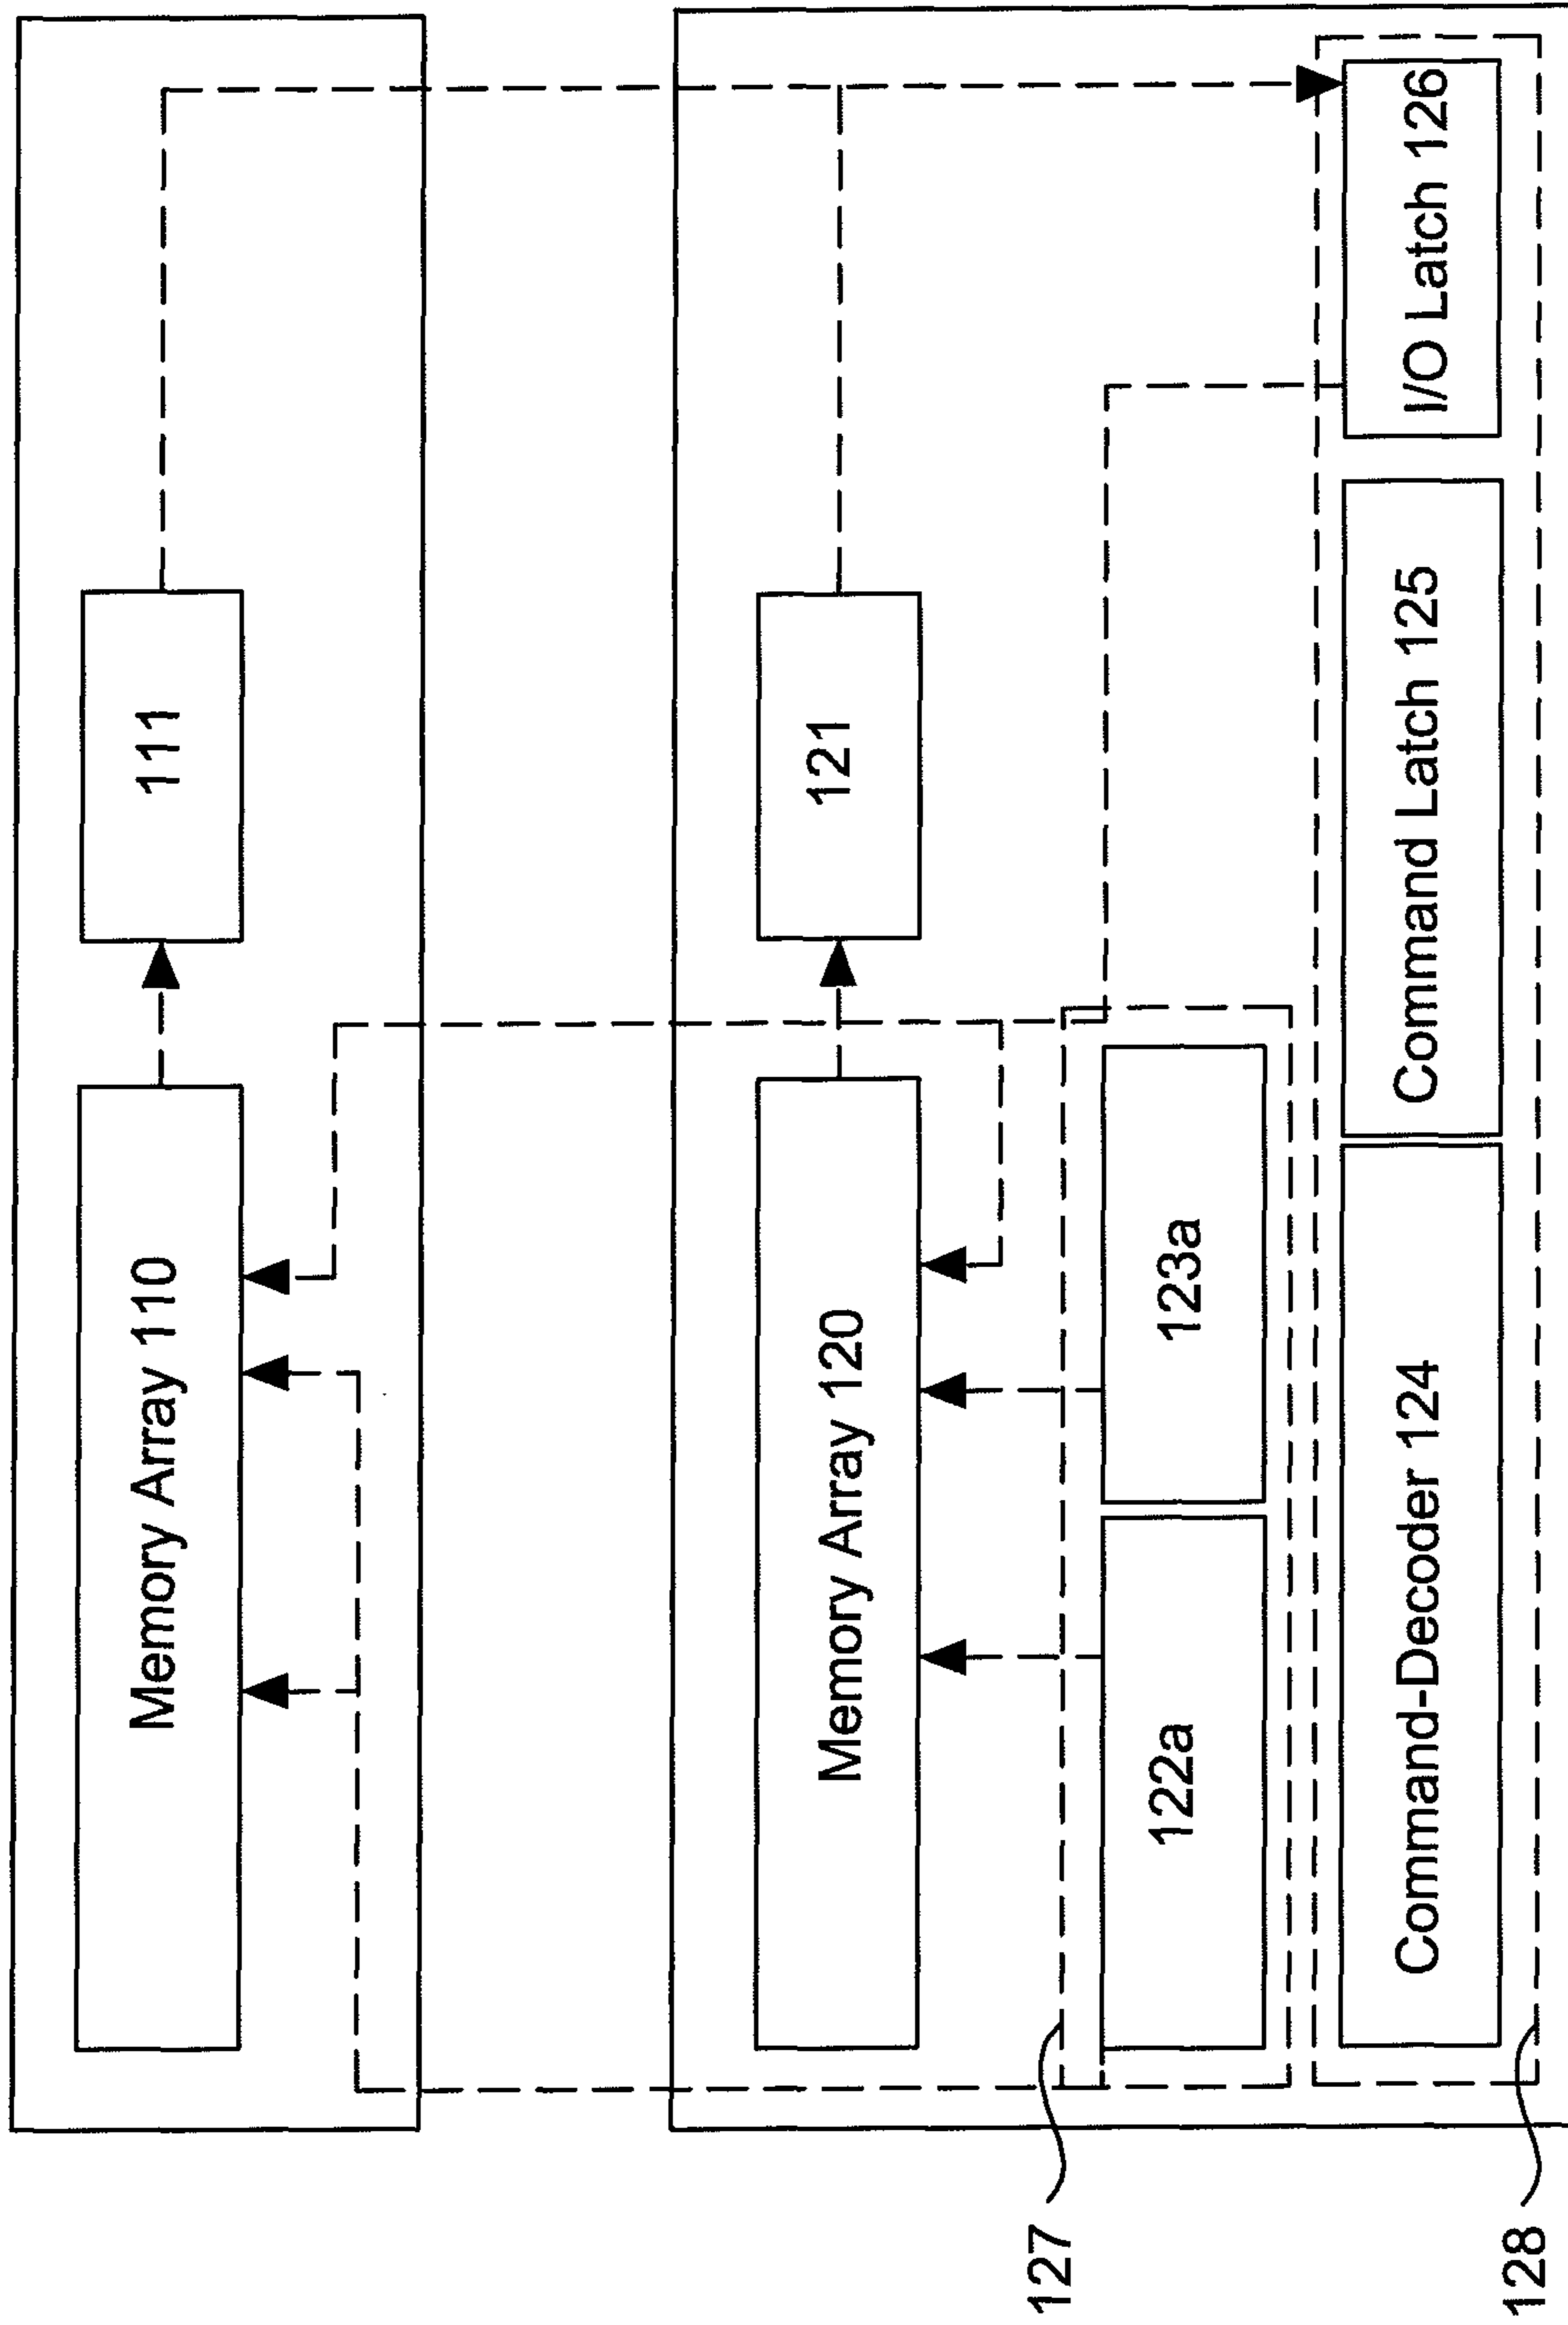 Memory Array 110
111
Memory Array 120
121
122a
123a
127
Command-Decoder 124
Command Latch 125
I/O Latch 126
128